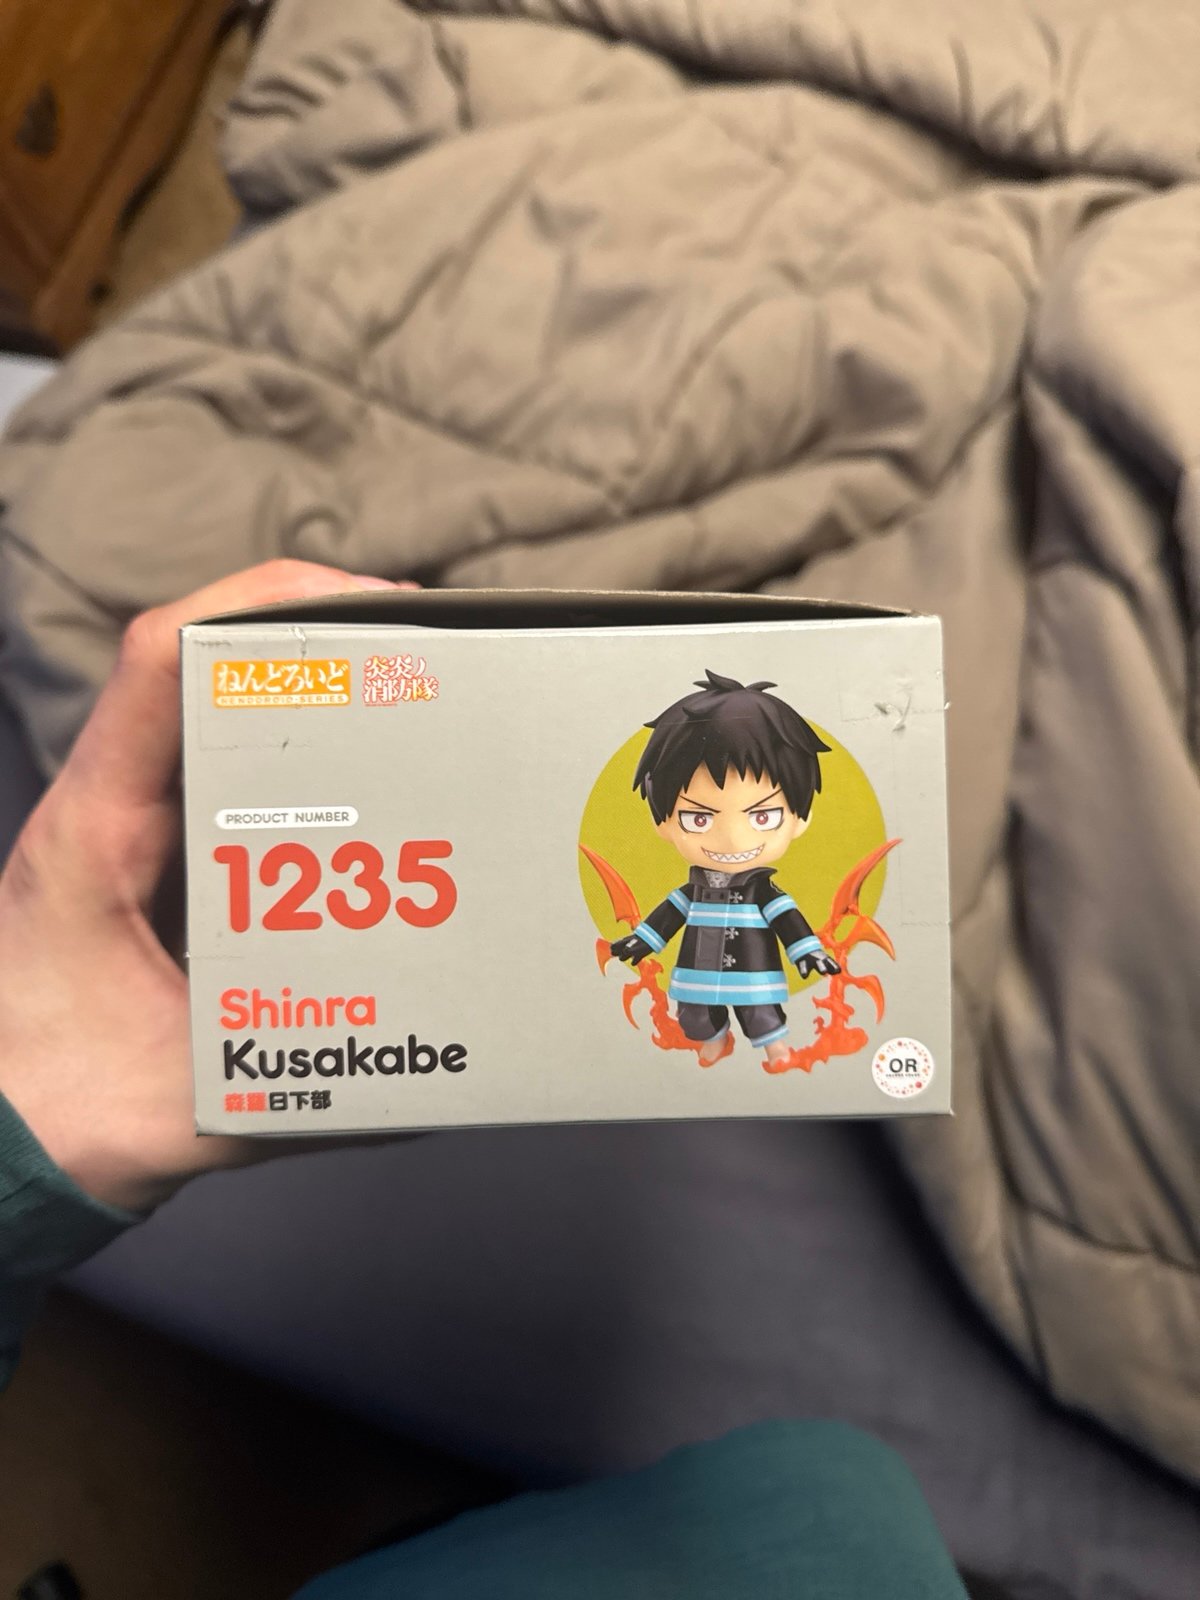 ねんどろいど
NENDOROID-SERIES
炎炎ノ
消防隊
PRODUCT NUMBER
1235
Shinra
Kusakabe
森羅日下部
OR